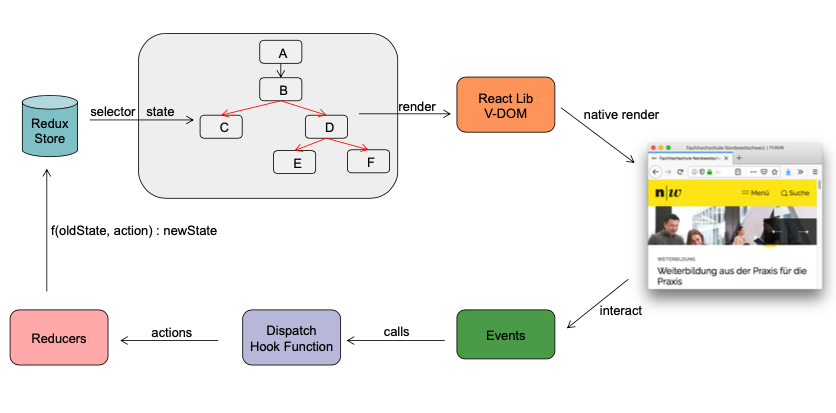 A
B
C
D
E
F
Redux
Store
selector
state
render
React Lib
V-DOM
native render
Fachhochschule Nordwestschweiz | FHNW
Fachhochschule Nordwestsch
n|w
Menü
Suche
WEITERBILDUNG
Weiterbildung aus der Praxis für die
Praxis
f(oldState, action) : newState
interact
Reducers
actions
Dispatch
Hook Function
calls
Events